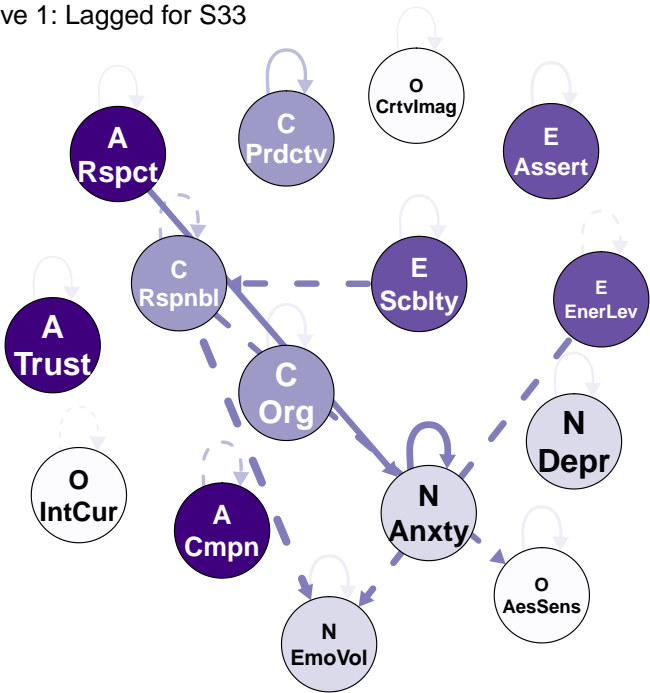 ve 1: Lagged for S33
O
CrtvImag
A
Rspct
C
Prdctv
E
Assert
C
Rspnbl
E
Scblty
E
EnerLev
A
Trust
C
Org
N
Depr
O
IntCur
A
Cmpn
N
Anxty
O
AesSens
N
EmoVol